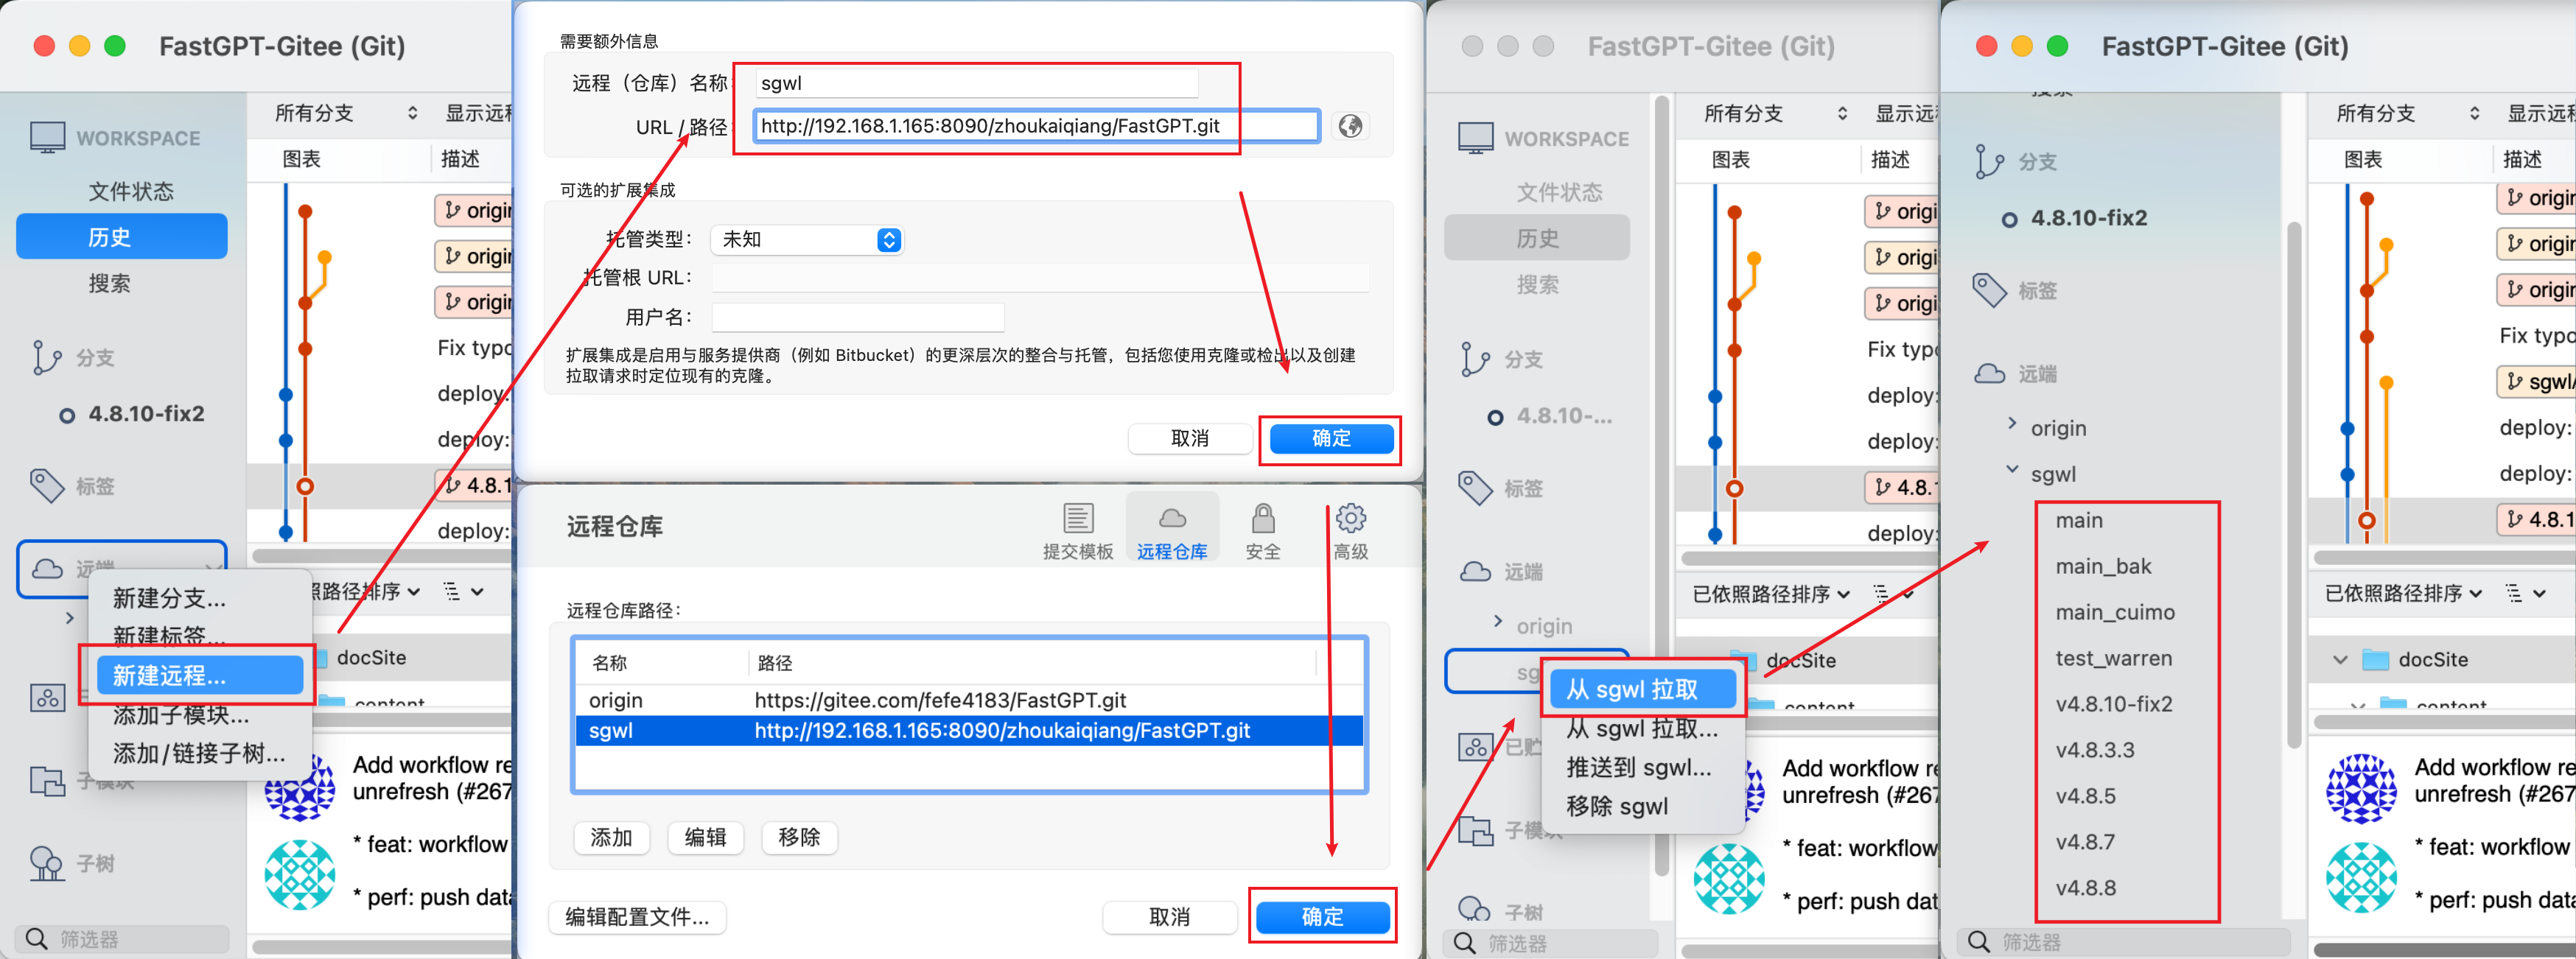 FastGPT-Gitee (Git)
WORKSPACE
文件状态
历史
搜索
分支
4.8.10-fix2
标签
新建分支...
新建标签...
新建远程...
添加子模块...
添加/链接子树...
子模块
子树
筛选器
所有分支
显示远
图表
描述
origin
origin
origin
Fix typo
deploy:
deploy:
4.8.1
deploy:
照路径排序
docSite
content
Add workflow re
unrefresh (#267
* feat: workflow
* perf: push data
需要额外信息
远程（仓库）名称:
sgwl
URL / 路径:
http://192.168.1.165:8090/zhoukaiqiang/FastGPT.git
可选的扩展集成
托管类型:
未知
托管根 URL:
用户名:
扩展集成是启用与服务提供商（例如 Bitbucket）的更深层次的整合与托管，包括您使用克隆或检出以及创建
拉取请求时定位现有的克隆。
取消
确定
远程仓库
提交模板
远程仓库
安全
高级
远程仓库路径:
名称
路径
origin
https://gitee.com/fefe4183/FastGPT.git
sgwl
http://192.168.1.165:8090/zhoukaiqiang/FastGPT.git
添加
编辑
移除
编辑配置文件...
取消
确定
FastGPT-Gitee (Git)
WORKSPACE
文件状态
历史
搜索
分支
4.8.10-...
标签
远端
origin
sg
从 sgwl 拉取
从 sgwl 拉取...
推送到 sgwl...
移除 sgwl
已贮
子模块
子树
筛选器
所有分支
显示远
图表
描述
origi
origi
origi
Fix typ
deploy:
deploy:
4.8.
deploy:
已依照路径排序
docSite
content
Add workflow re
unrefresh (#267
* feat: workflow
* perf: push dat
FastGPT-Gitee (Git)
搜索
分支
4.8.10-fix2
标签
远端
origin
sgwl
main
main_bak
main_cuimo
test_warren
v4.8.10-fix2
v4.8.3.3
v4.8.5
v4.8.7
v4.8.8
筛选器
所有分支
显示远
图表
描述
origin
origin
origin
Fix typo
sgwl/
deploy:
deploy:
4.8.1
已依照路径排序
docSite
content
Add workflow re
unrefresh (#267
* feat: workflow
* perf: push data